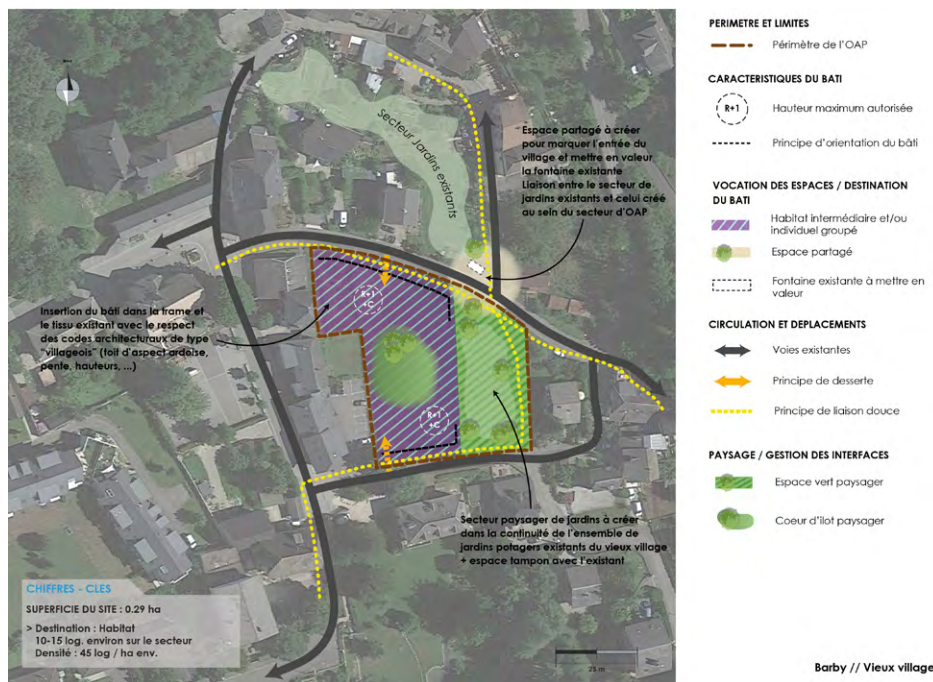 Secteur Jardins existants
Espace partagé à créer
pour marquer l'entrée du
village et mettre en valeur
la fontaine existante
Liaison entre le secteur de
jardins existants et celui créé
au sein du secteur d'OAP
Insertion du bâti dans la trame et
le tissu existant avec le respect
des codes architecturaux de type
"villageois" (toit d'aspect ardoise,
pente, hauteurs, ...)
R+1
+C
R+1
+C
Secteur paysager de jardins à créer
dans la continuité de l'ensemble de
jardins potagers existants du vieux village
+ espace tampon avec l'existant
CHIFFRES - CLES
SUPERFICIE DU SITE : 0.29 ha
> Destination : Habitat
10-15 log. environ sur le secteur
Densité : 45 log / ha env.
25 m
PERIMETRE ET LIMITES
Périmètre de l'OAP
CARACTERISTIQUES DU BATI
R+1
Hauteur maximum autorisée
Principe d'orientation du bâti
VOCATION DES ESPACES / DESTINATION
DU BATI
Habitat intermédiaire et/ou
individuel groupé
Espace partagé
Fontaine existante à mettre en
valeur
CIRCULATION ET DEPLACEMENTS
Voies existantes
Principe de desserte
Principe de liaison douce
PAYSAGE / GESTION DES INTERFACES
Espace vert paysager
Coeur d'ilot paysager
Barby // Vieux village